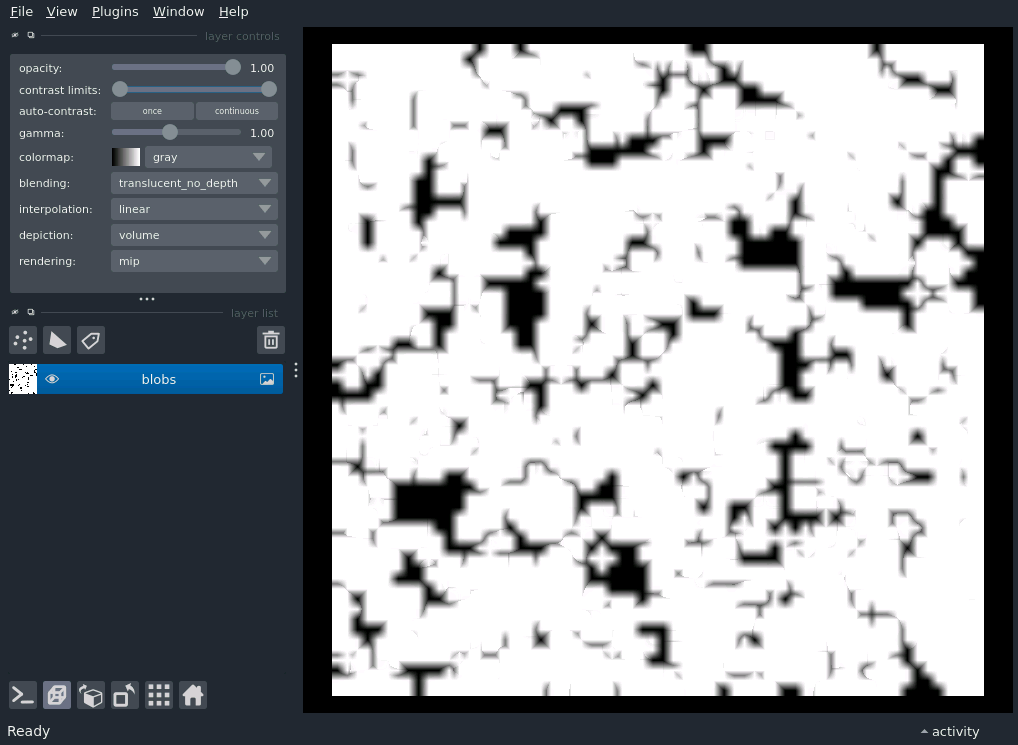 File View Plugins Window Help
layer controls
opacity: 1.00
contrast limits:
auto-contrast: once continuous
gamma: 1.00
colormap: gray
blending: translucent_no_depth
interpolation: linear
depiction: volume
rendering: mip
layer list
blobs
Ready
activity